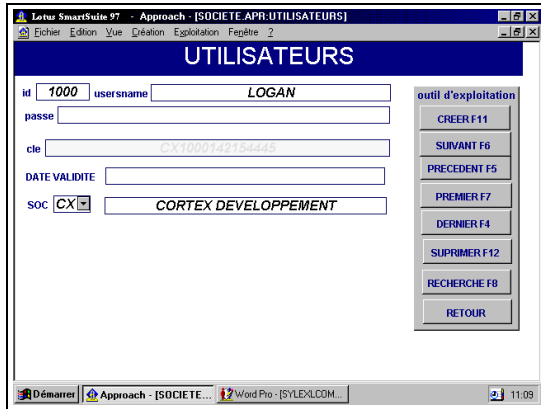 Lotus SmartSuite 97 - Approach - [SOCIETE.APR:UTILISATEURS]
Fichier Edition Vue Création Exploitation Fenêtre ?
UTILISATEURS
id 1000 usersname LOGAN
passe
cle CX1000142154445
DATE VALIDITE
SOC CX CORTEX DEVELOPPEMENT
outil d'exploitation
CREER F11
SUIVANT F6
PRECEDENT F5
PREMIER F7
DERNIER F4
SUPRIMER F12
RECHERCHE F8
RETOUR
Démarrer Approach - [SOCIETE... Word Pro - [SYLEXLCOM... 11:09